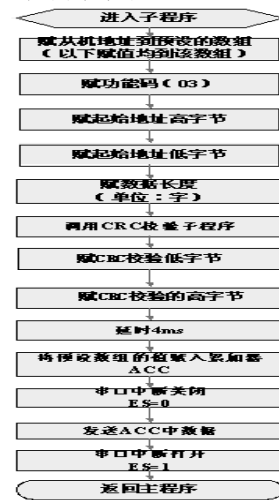 进入子程序
赋从机地址到预设的数组
（以下赋值均到该数组）
赋功能码（03）
赋起始地址高字节
赋起始地址低字节
赋数据长度
（单位：字）
调用CRC校验子程序
赋CRC校验低字节
赋CRC校验的高字节
延时4ms
将预设数组的值赋入累加器
ACC
串口中断关闭
ES=0
发送ACC中数据
串口中断打开
ES=1
返回主程序